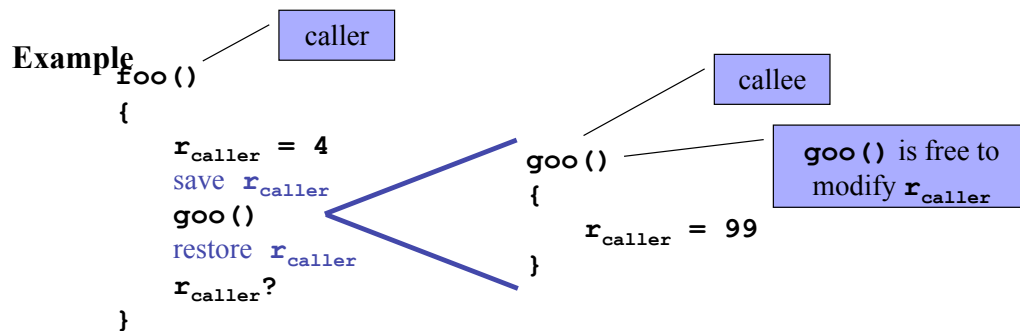 caller
Example
foo()
{
r_caller = 4
save r_caller
goo()
restore r_caller
r_caller?
}
callee
goo()
{
r_caller = 99
}
goo() is free to
modify r_caller